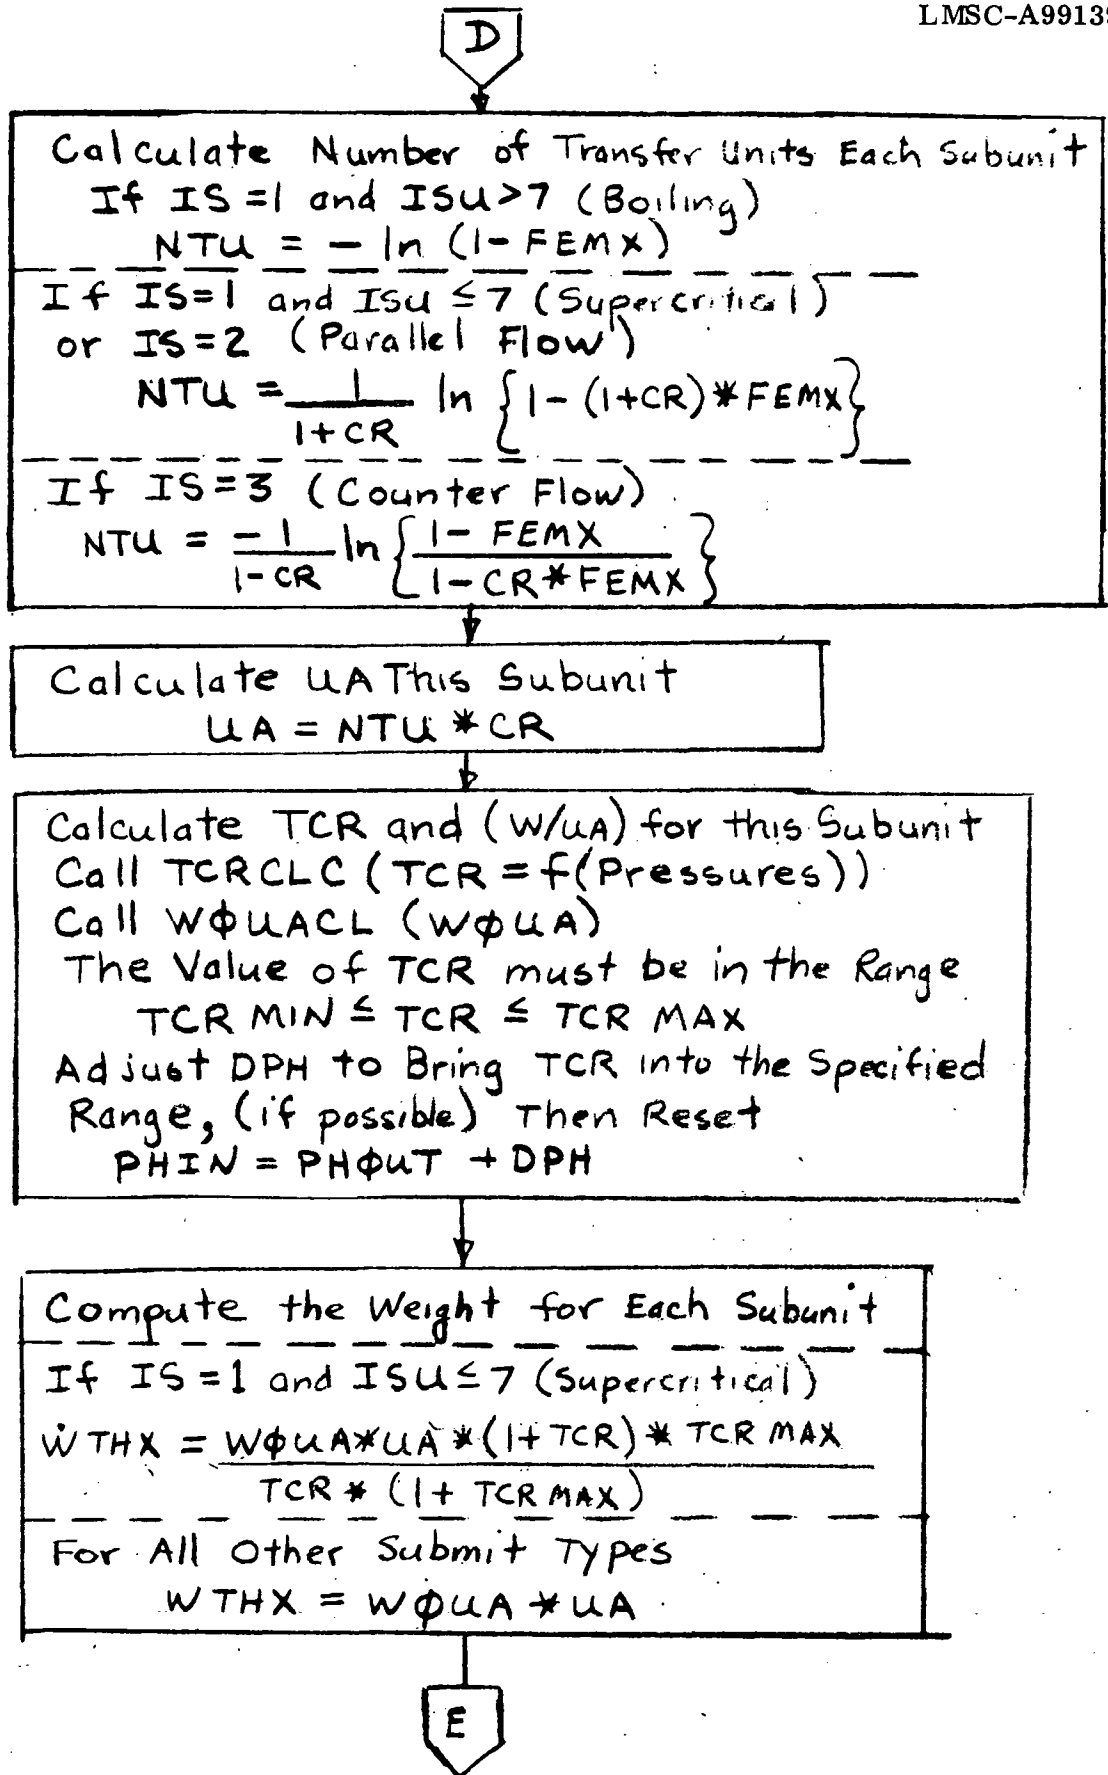 LMSC-A99139
D
Calculate Number of Transfer Units Each Subunit
If IS=1 and ISU>7 (Boiling)
NTU = - ln (1- FEMX)
If IS=1 and ISU ≤7 (Supercritical)
or IS=2 (Parallel Flow)
NTU = 1/(1+CR) ln {1-(1+CR)*FEMX}
If IS=3 (Counter Flow)
NTU = -1/(1-CR) ln {(1- FEMX)/(1-CR*FEMX)}
Calculate UA This Subunit
UA = NTU * CR
Calculate TCR and (W/UA) for this Subunit
Call TCRCLC (TCR = f(Pressures))
Call WϕUACL (WϕUA)
The Value of TCR must be in the Range
TCR MIN ≤ TCR ≤ TCR MAX
Adjust DPH to Bring TCR into the Specified
Range, (if possible) Then Reset
PHIN = PHϕUT + DPH
Compute the Weight for Each Subunit
If IS=1 and ISU≤7 (Supercritical)
WTHX = WϕUA*UA*(1+TCR)* TCR MAX
TCR * (1+ TCR MAX)
For All Other Submit Types
WTHX = WϕUA * UA
E